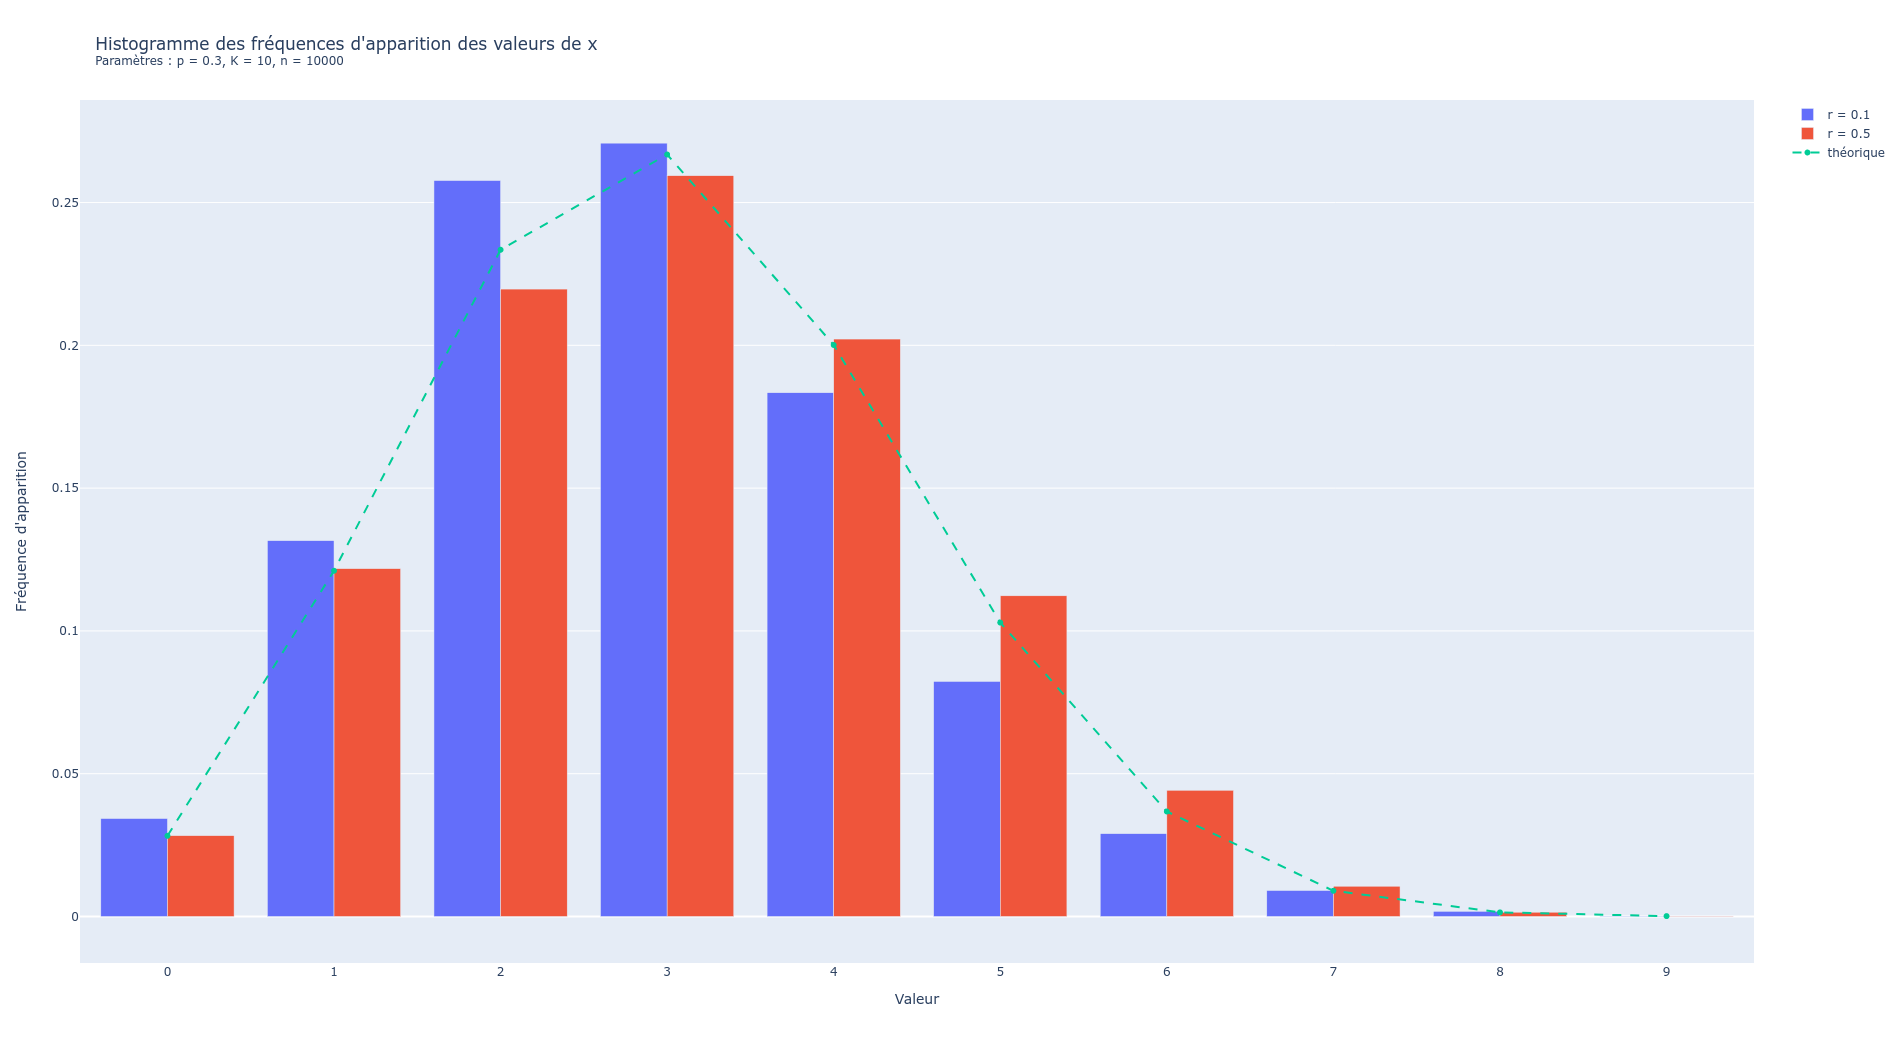 Histogramme des fréquences d'apparition des valeurs de x
Paramètres : p = 0.3, K = 10, n = 10000
r = 0.1
r = 0.5
théorique
Fréquence d'apparition
0.25
0.2
0.15
0.1
0.05
0
0 1 2 3 4 5 6 7 8 9
Valeur